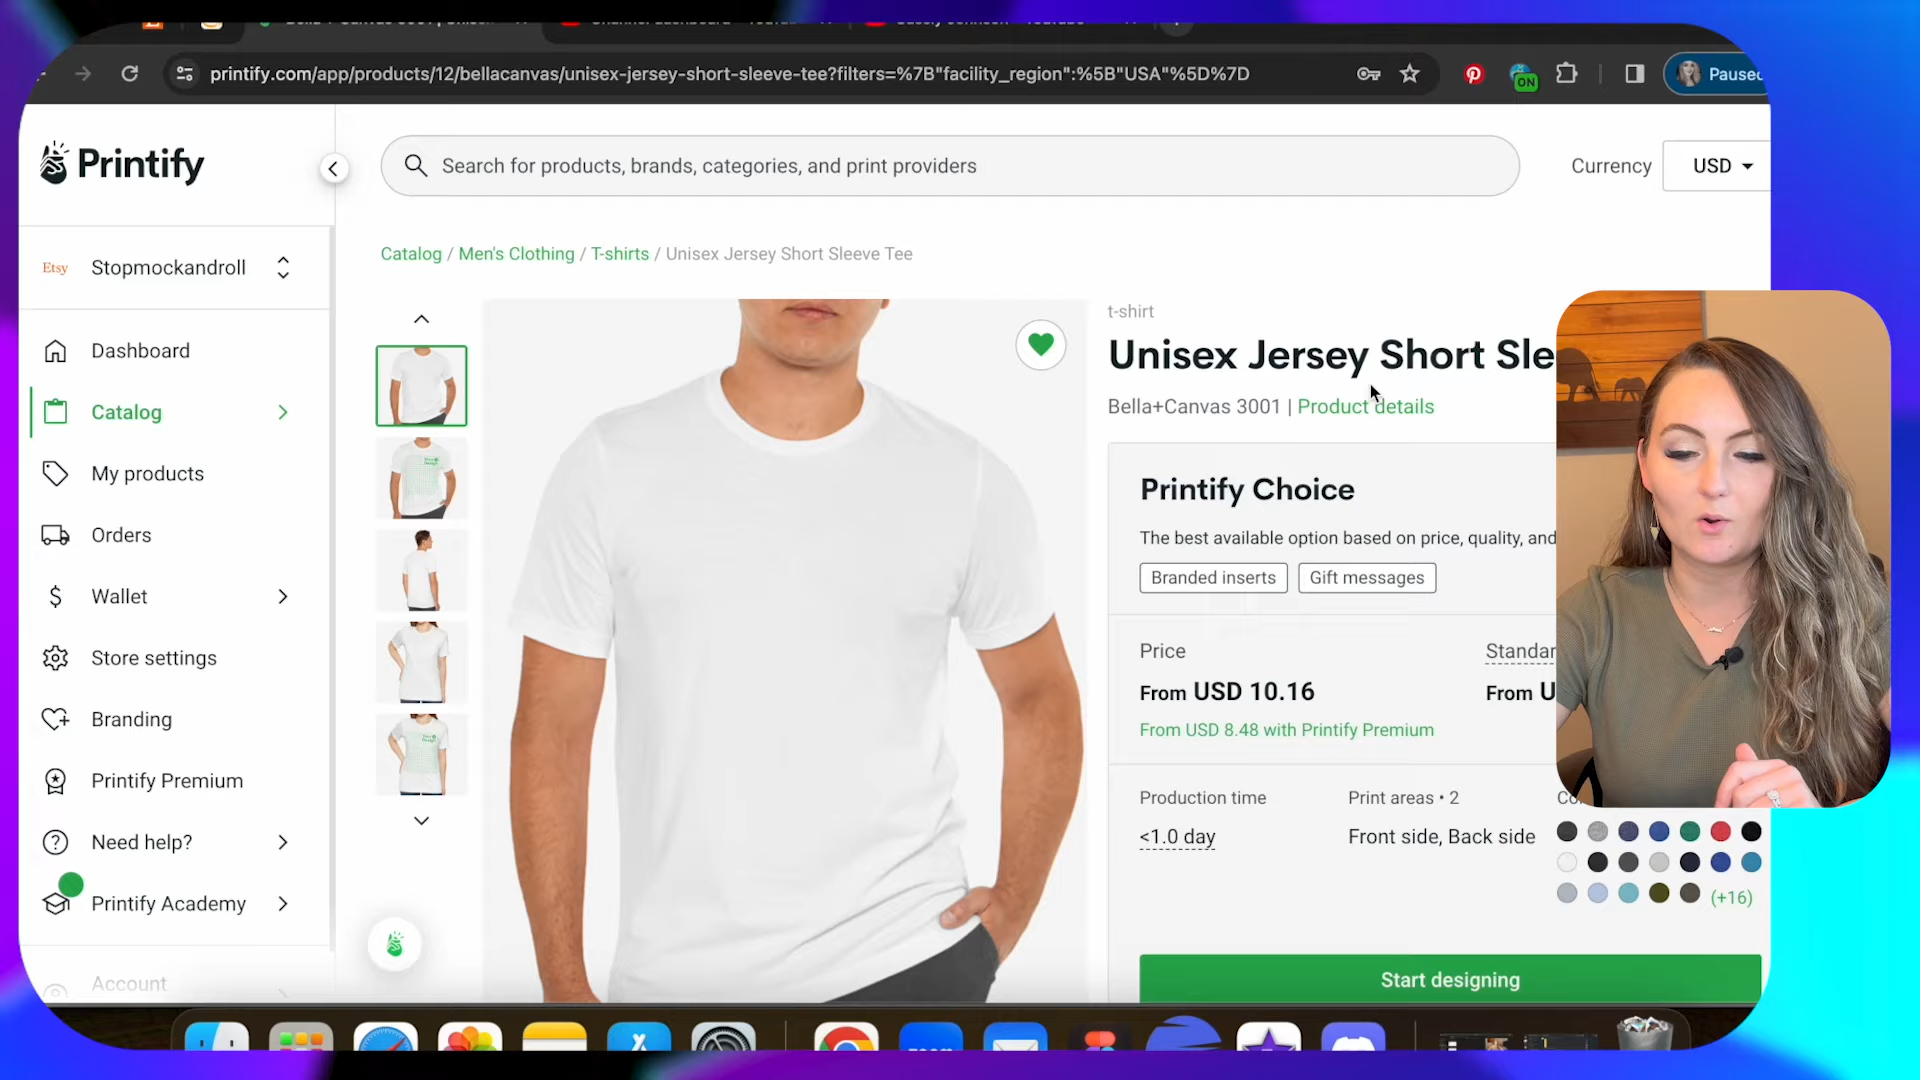 printify.com/app/products/12/bellacanvas/unisex-jersey-short-sleeve-tee?filters=%7B"facility_region":%5B"USA"%5D%7D
ON
Paused
Printify
Search for products, brands, categories, and print providers
Currency
USD
Etsy
Stopmockandroll
Catalog / Men's Clothing / T-shirts / Unisex Jersey Short Sleeve Tee
Dashboard
Catalog
My products
Orders
Wallet
Store settings
Branding
Printify Premium
Need help?
Printify Academy
Account
t-shirt
Unisex Jersey Short Sle
Bella+Canvas 3001 | Product details
Printify Choice
The best available option based on price, quality, and
Branded inserts
Gift messages
Price
Standar
From USD 10.16
From U
From USD 8.48 with Printify Premium
Production time
Print areas • 2
Co
<1.0 day
Front side, Back side
(+16)
Start designing